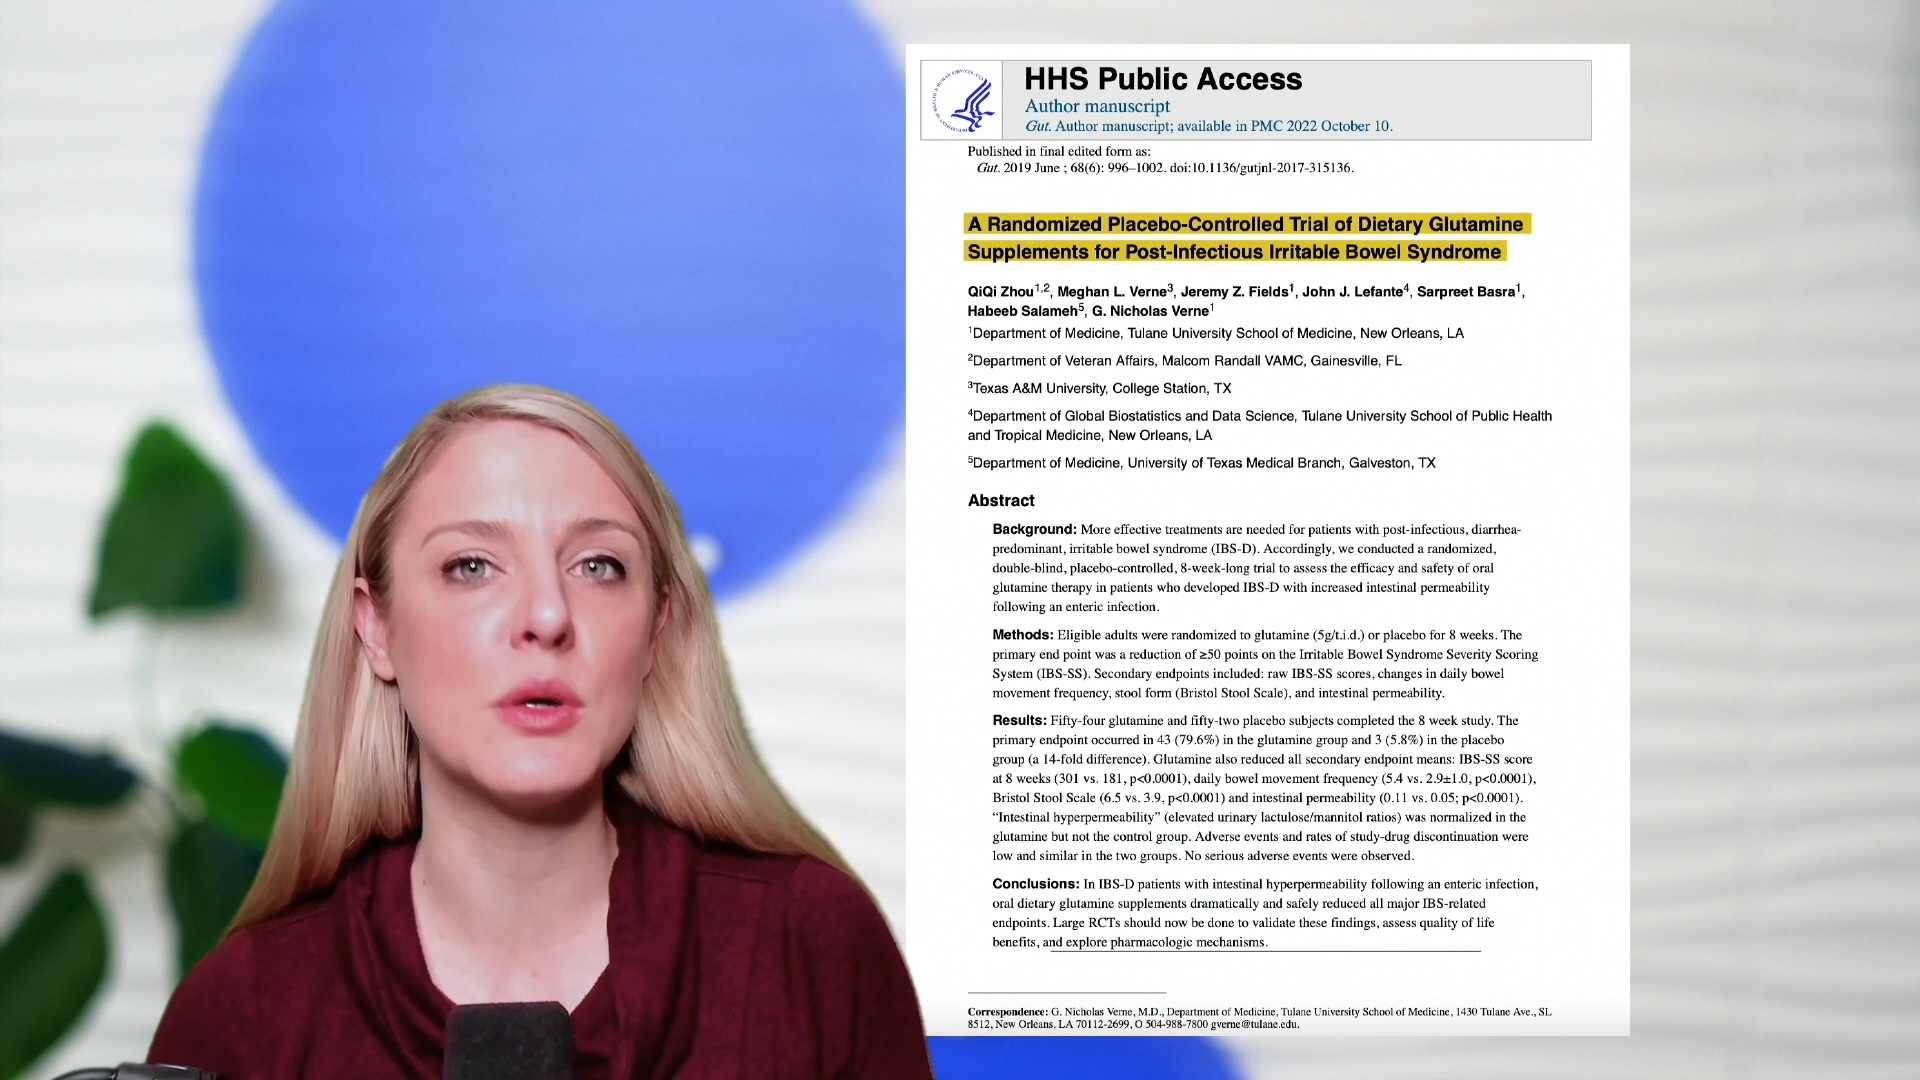 HHS Public Access
Author manuscript
Gut. Author manuscript; available in PMC 2022 October 10.
Published in final edited form as:
Gut. 2019 June ; 68(6): 996–1002. doi:10.1136/gutjnl-2017-315136.
A Randomized Placebo-Controlled Trial of Dietary Glutamine
Supplements for Post-Infectious Irritable Bowel Syndrome
QiQi Zhou1,2, Meghan L. Verne3, Jeremy Z. Fields1, John J. Lefante4, Sarpreet Basra1,
Habeeb Salameh5, G. Nicholas Verne1
1Department of Medicine, Tulane University School of Medicine, New Orleans, LA
2Department of Veteran Affairs, Malcom Randall VAMC, Gainesville, FL
3Texas A&M University, College Station, TX
4Department of Global Biostatistics and Data Science, Tulane University School of Public Health
and Tropical Medicine, New Orleans, LA
5Department of Medicine, University of Texas Medical Branch, Galveston, TX
Abstract
Background: More effective treatments are needed for patients with post-infectious, diarrhea-
predominant, irritable bowel syndrome (IBS-D). Accordingly, we conducted a randomized,
double-blind, placebo-controlled, 8-week-long trial to assess the efficacy and safety of oral
glutamine therapy in patients who developed IBS-D with increased intestinal permeability
following an enteric infection.
Methods: Eligible adults were randomized to glutamine (5g/t.i.d.) or placebo for 8 weeks. The
primary end point was a reduction of ≥50 points on the Irritable Bowel Syndrome Severity Scoring
System (IBS-SS). Secondary endpoints included: raw IBS-SS scores, changes in daily bowel
movement frequency, stool form (Bristol Stool Scale), and intestinal permeability.
Results: Fifty-four glutamine and fifty-two placebo subjects completed the 8 week study. The
primary endpoint occurred in 43 (79.6%) in the glutamine group and 3 (5.8%) in the placebo
group (a 14-fold difference). Glutamine also reduced all secondary endpoint means: IBS-SS score
at 8 weeks (301 vs. 181, p<0.0001), daily bowel movement frequency (5.4 vs. 2.9±1.0, p<0.0001),
Bristol Stool Scale (6.5 vs. 3.9, p<0.0001) and intestinal permeability (0.11 vs. 0.05; p<0.0001).
“Intestinal hyperpermeability” (elevated urinary lactulose/mannitol ratios) was normalized in the
glutamine but not the control group. Adverse events and rates of study-drug discontinuation were
low and similar in the two groups. No serious adverse events were observed.
Conclusions: In IBS-D patients with intestinal hyperpermeability following an enteric infection,
oral dietary glutamine supplements dramatically and safely reduced all major IBS-related
endpoints. Large RCTs should now be done to validate these findings, assess quality of life
benefits, and explore pharmacologic mechanisms.
Correspondence: G. Nicholas Verne, M.D., Department of Medicine, Tulane University School of Medicine, 1430 Tulane Ave., SL
8512, New Orleans, LA 70112-2699, O 504-988-7800 gverne@tulane.edu.